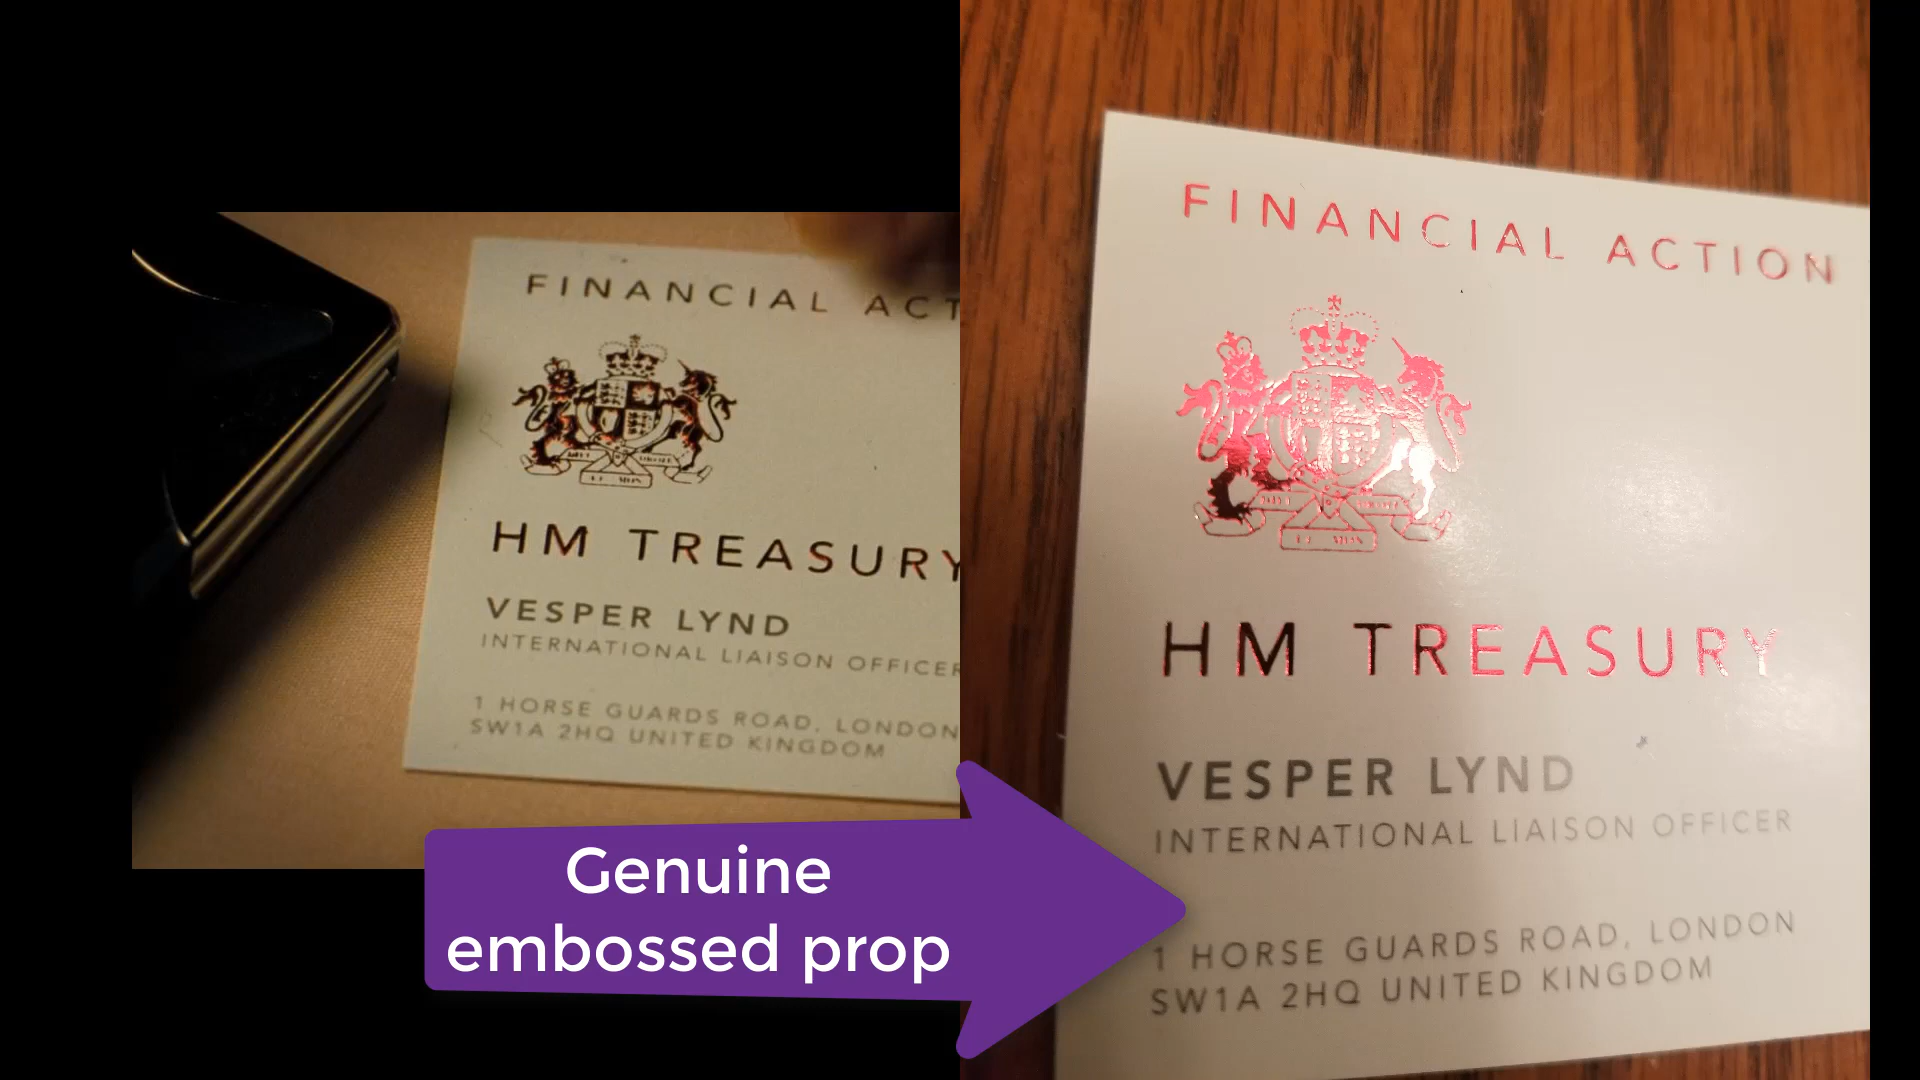 FINANCIAL ACT
HM TREASURY
VESPER LYND
INTERNATIONAL LIAISON OFFICER
1 HORSE GUARDS ROAD, LONDON
SW1A 2HQ UNITED KINGDOM
Genuine
embossed prop
FINANCIAL ACTION
HM TREASURY
VESPER LYND
INTERNATIONAL LIAISON OFFICER
1 HORSE GUARDS ROAD, LONDON
SW1A 2HQ UNITED KINGDOM